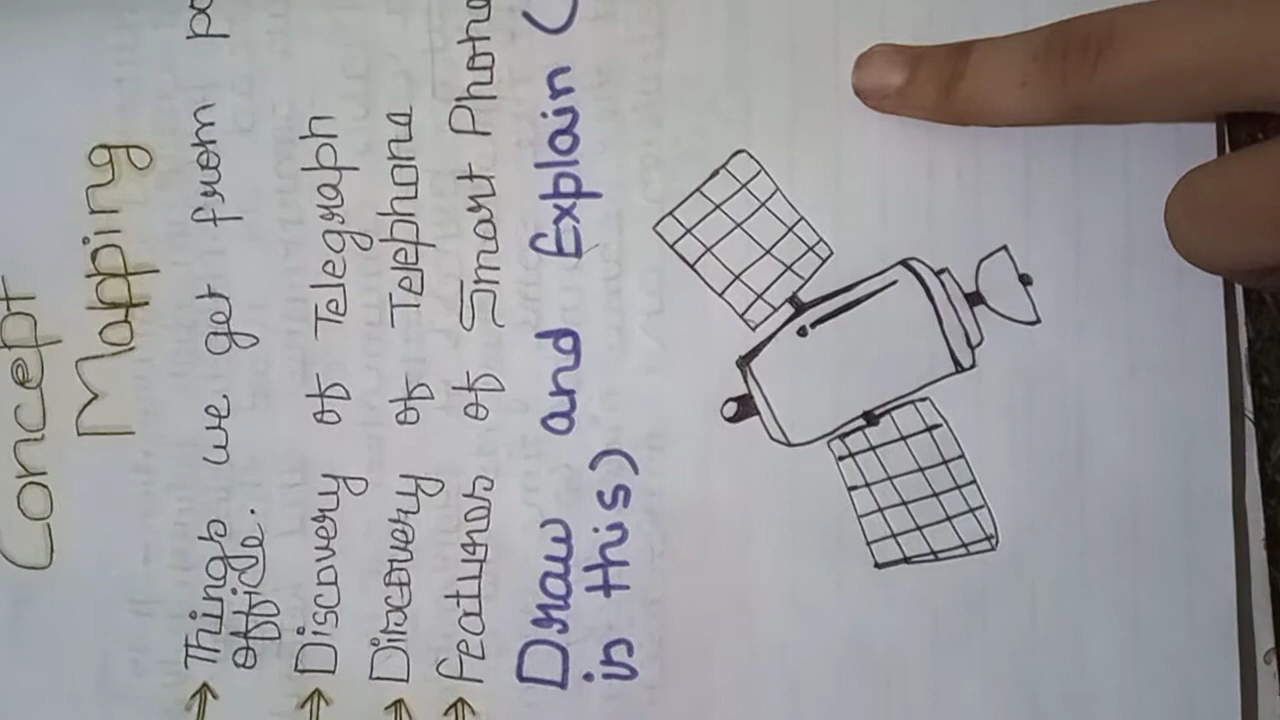 Concept
Mapping
→ Things we get from
office.
→ Discovery of Telegraph
→ Discovery of Telephone
→ Features of Smart Phone
Draw and Explain (
in this)